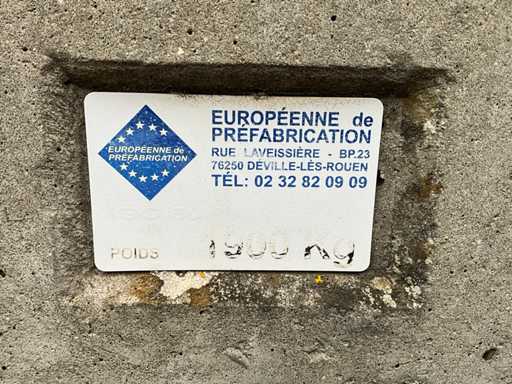 EUROPÉENNE de
PRÉFABRICATION
EUROPÉENNE de
PRÉFABRICATION
RUE LAVEISSIÈRE - BP.23
76250 DÉVILLE-LÈS-ROUEN
TÉL: 02 32 82 09 09
POIDS 1900 Kg